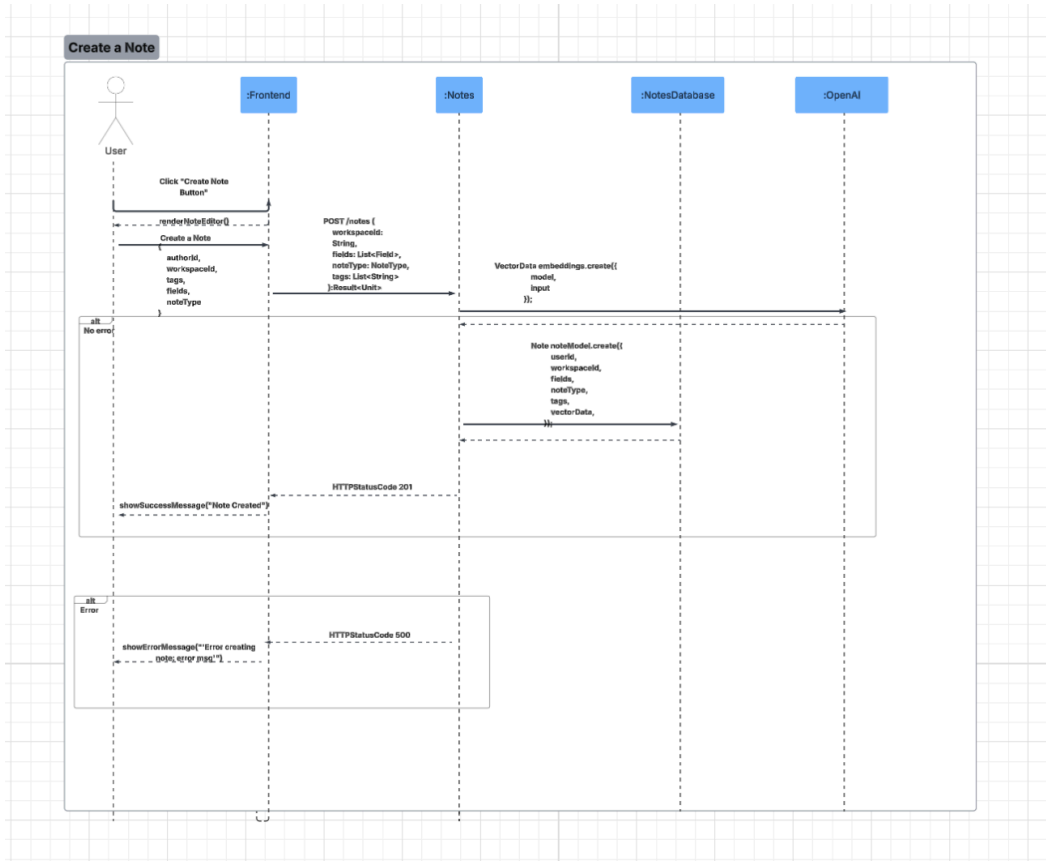 Create a Note
:Frontend
:Notes
:NotesDatabase
:OpenAI
User
Click "Create Note
Button"
renderNoteEditor()
Create a Note
{
authorId,
workspaceId,
tags,
fields,
noteType
}
POST /notes {
workspaceId:
String,
fields: List<Field>,
noteType: NoteType,
tags: List<String>
}:Result<Unit>
VectorData embeddings.create({
model,
input
});
alt
No error
Note noteModel.create({
userId,
workspaceId,
fields,
noteType,
tags,
vectorData,
});
HTTPStatusCode 201
showSuccessMessage("Note Created")
alt
Error
HTTPStatusCode 500
showErrorMessage("'Error creating
note: error msg'")